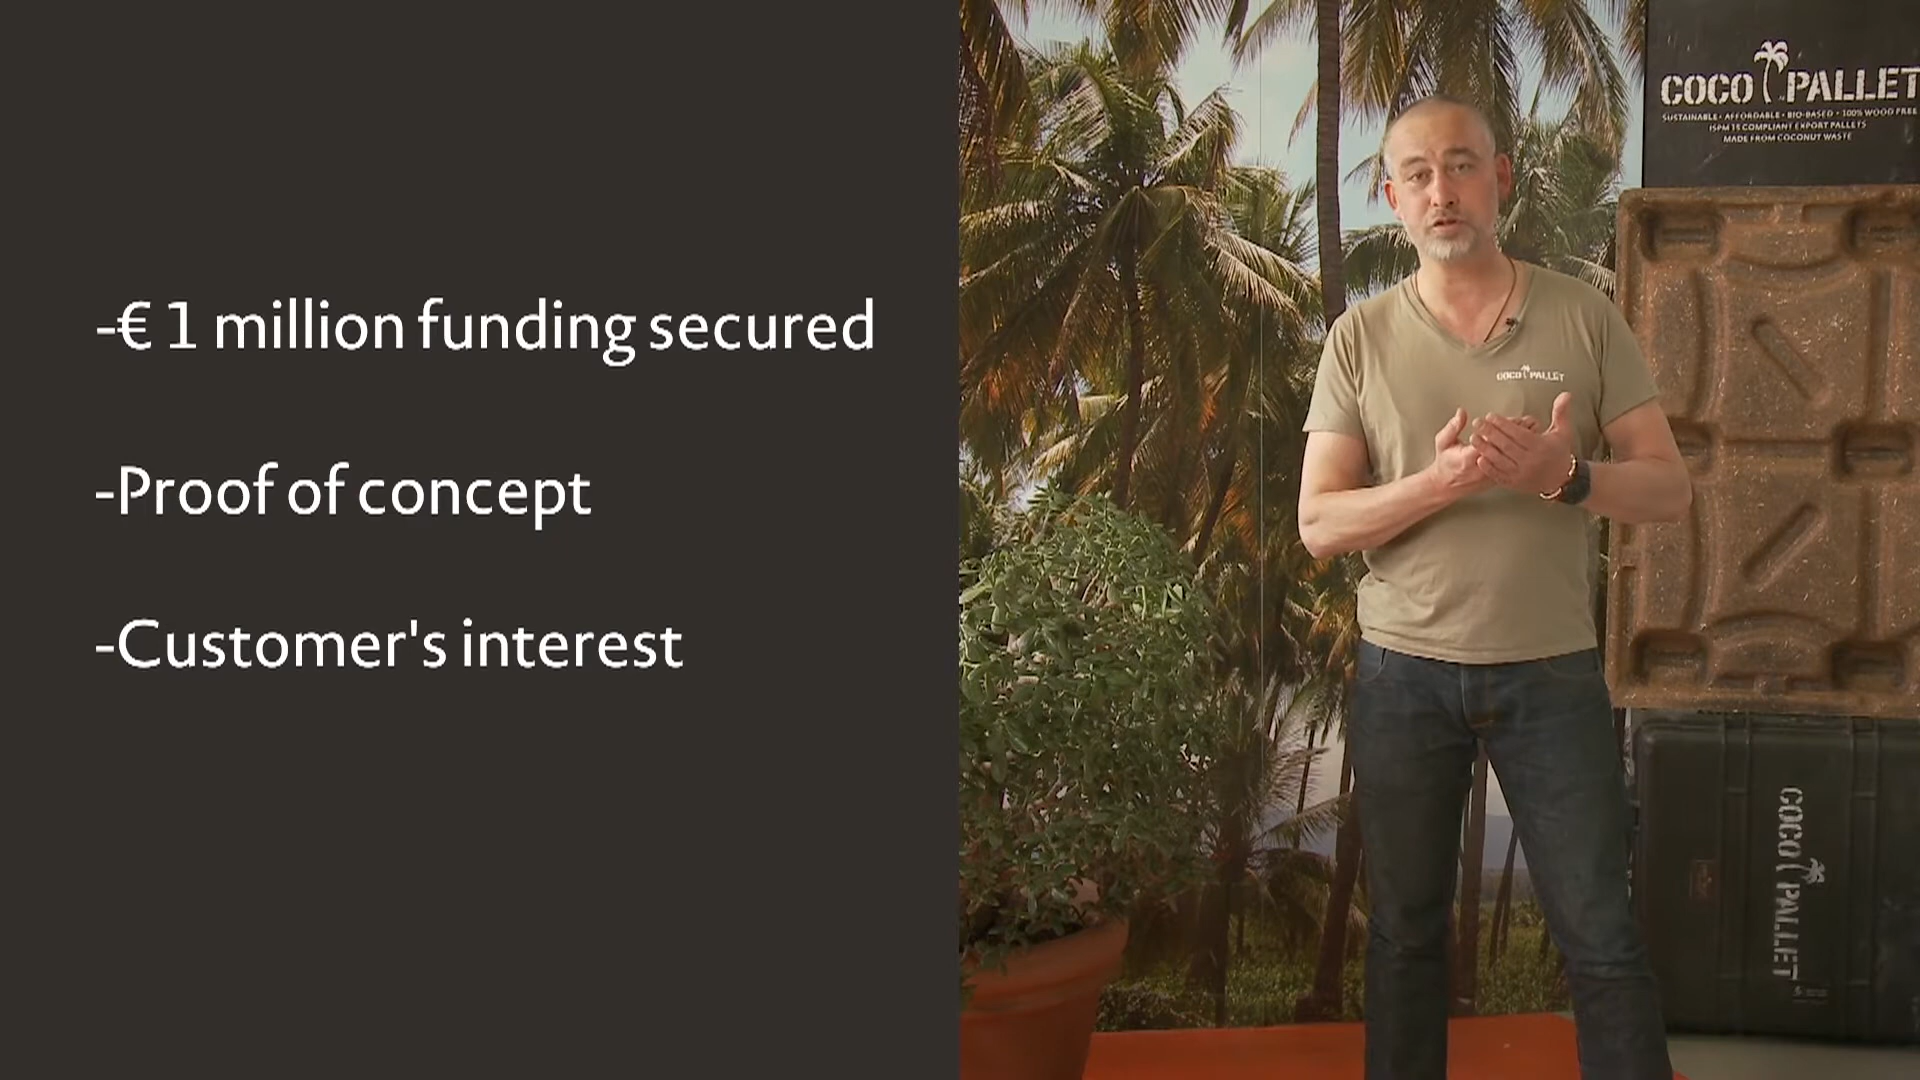 -€ 1 million funding secured
-Proof of concept
-Customer's interest
COCO PALLET
SUSTAINABLE • AFFORDABLE • BIO-BASED • 100% WOOD FREE
ISPM 15 COMPLIANT EXPORT PALLETS
MADE FROM COCONUT WASTE
COCO PALLET
COCO PALLET